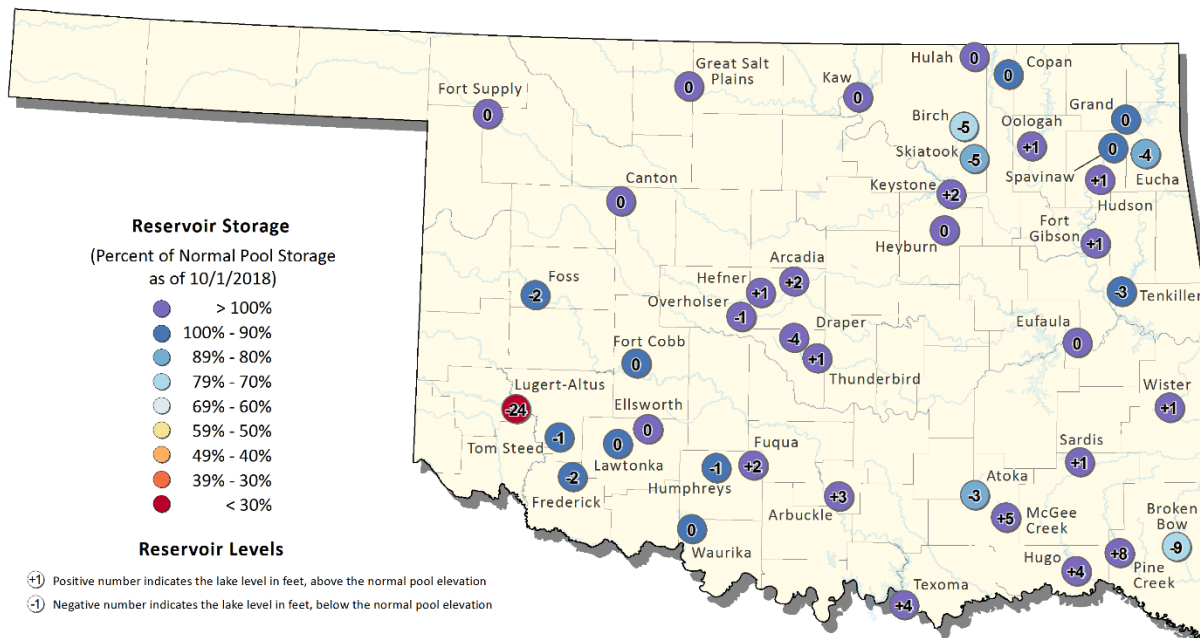 Hulah
0
Copan
0
Great Salt
Plains
0
Kaw
0
Fort Supply
0
Grand
0
Birch
-5
Oologah
+1
Skiatook
-5
Spavinaw
0
-4
Eucha
Keystone
+2
+1
Hudson
Canton
0
Heyburn
0
Fort
Gibson
+1
Reservoir Storage
(Percent of Normal Pool Storage
as of 10/1/2018)
> 100%
100% - 90%
89% - 80%
79% - 70%
69% - 60%
59% - 50%
49% - 40%
39% - 30%
< 30%
Reservoir Levels
+1 Positive number indicates the lake level in feet, above the normal pool elevation
-1 Negative number indicates the lake level in feet, below the normal pool elevation
Foss
-2
Arcadia
+2
Hefner
+1
Overholser
-1
Tenkiller
-3
Draper
-4
+1
Thunderbird
Eufaula
0
Fort Cobb
0
Lugert-Altus
-24
Ellsworth
0
Wister
+1
Tom Steed
-1
0
Lawtonka
Fuqua
+2
-1
Humphreys
-2
Frederick
Sardis
+1
Atoka
-3
Arbuckle
+3
+5
McGee
Creek
Broken
Bow
-9
0
Waurika
Hugo
+4
+8
Pine
Creek
Texoma
+4